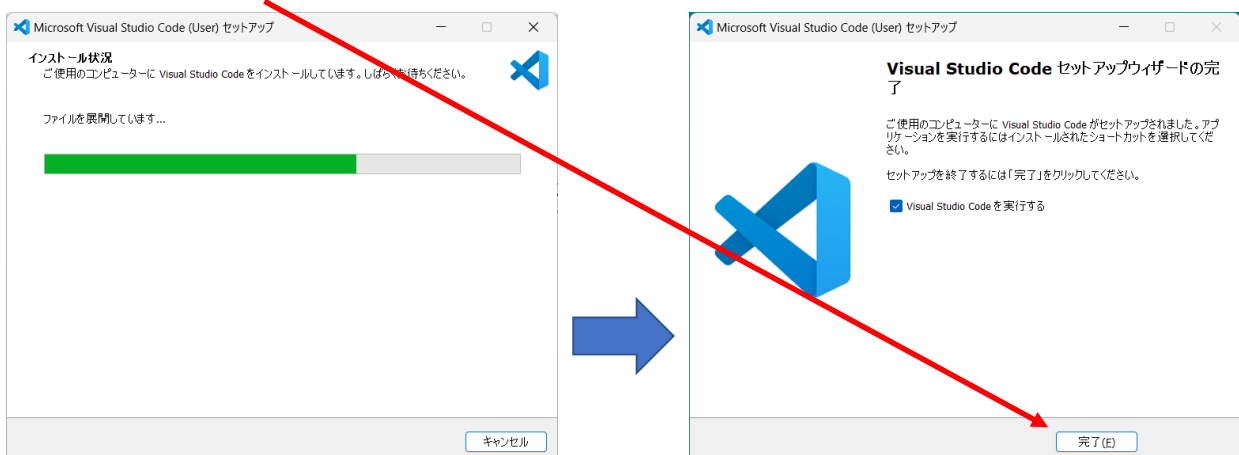 Microsoft Visual Studio Code (User) セットアップ
インストール状況
ご使用のコンピューターに Visual Studio Code をインストールしています。しばらくお待ちください。
ファイルを展開しています...
キャンセル
Microsoft Visual Studio Code (User) セットアップ
Visual Studio Code セットアップウィザードの完
了
ご使用のコンピューターに Visual Studio Code がセットアップされました。アプ
リケーションを実行するにはインストールされたショートカットを選択してくだ
さい。
セットアップを終了するには「完了」をクリックしてください。
Visual Studio Code を実行する
完了(F)